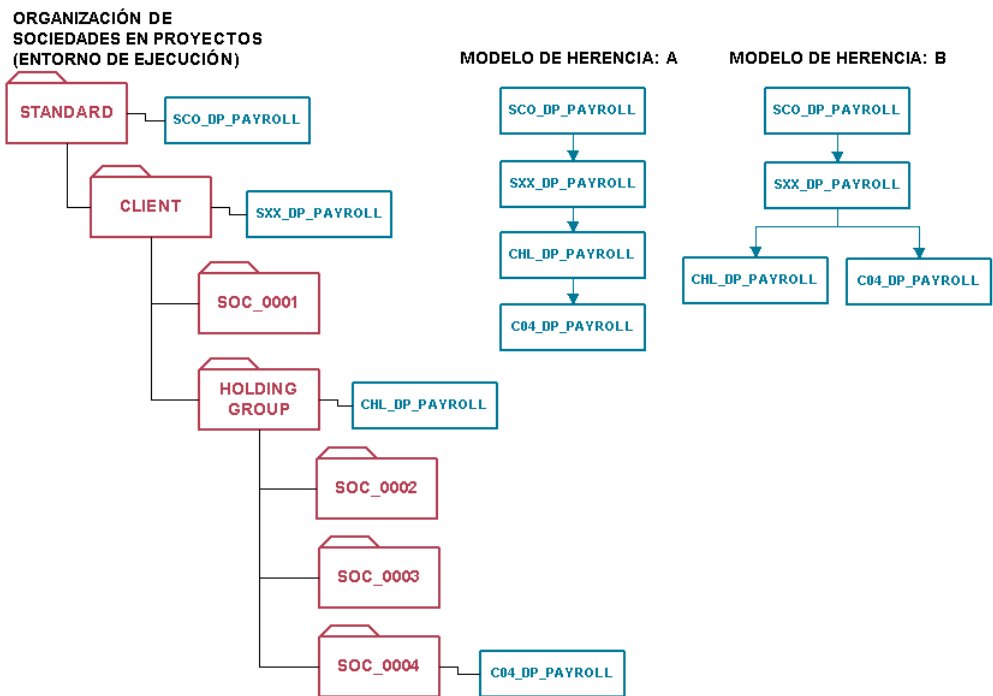 ORGANIZACIÓN DE
SOCIEDADES EN PROYECTOS
(ENTORNO DE EJECUCIÓN)
MODELO DE HERENCIA: A
MODELO DE HERENCIA: B
STANDARD
SCO_DP_PAYROLL
CLIENT
SXX_DP_PAYROLL
SOC_0001
HOLDING
GROUP
CHL_DP_PAYROLL
SOC_0002
SOC_0003
SOC_0004
C04_DP_PAYROLL
SCO_DP_PAYROLL
SXX_DP_PAYROLL
CHL_DP_PAYROLL
C04_DP_PAYROLL
SCO_DP_PAYROLL
SXX_DP_PAYROLL
CHL_DP_PAYROLL
C04_DP_PAYROLL